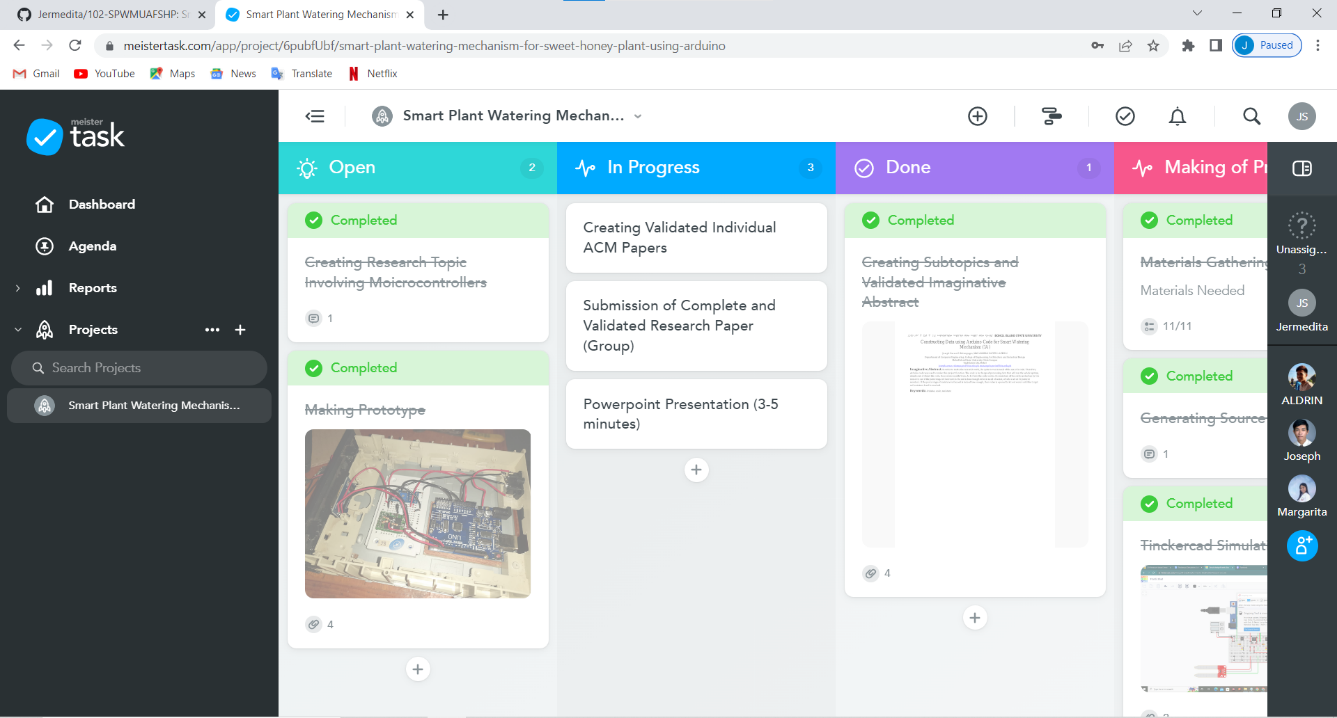 Jermedita/102-SPWMUAFSHP: S
Smart Plant Watering Mechanism
meistertask.com/app/project/6pubfUbf/smart-plant-watering-mechanism-for-sweet-honey-plant-using-arduino
J Paused
Gmail YouTube Maps News Translate Netflix
meister
task
Smart Plant Watering Mechan...
JS
Dashboard
Agenda
Reports
Projects
Search Projects
Smart Plant Watering Mechanis...
Open 2
Completed
Creating Research Topic
Involving Moicrocontrollers
1
Completed
Making Prototype
4
In Progress 3
Creating Validated Individual
ACM Papers
Submission of Complete and
Validated Research Paper
(Group)
Powerpoint Presentation (3-5
minutes)
Done 1
Completed
Creating Subtopics and
Validated Imaginative
Abstract
4
Making of Pr
Completed
Materials Gathering
Materials Needed
11/11
Completed
Generating Source
1
Completed
Tinckercad Simulat
Unassig...
3
JS
Jermedita
ALDRIN
Joseph
Margarita